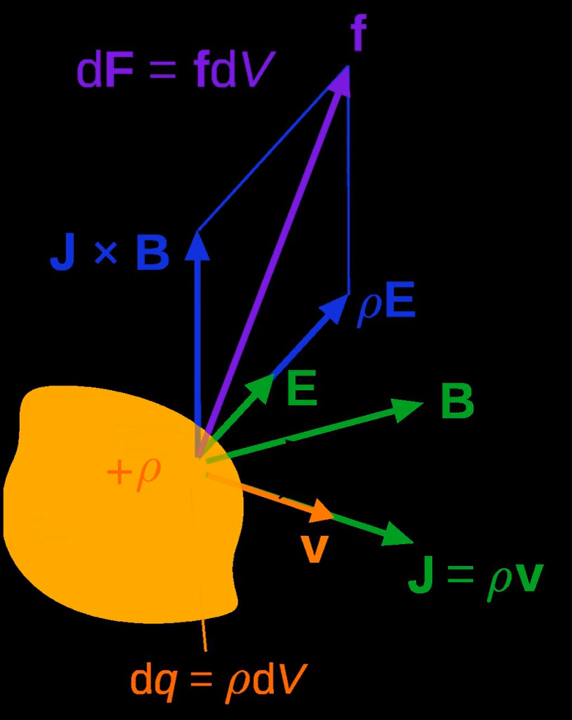 f
d𝐅 = 𝐟d𝑉
𝐉 × 𝐁
ρ𝐄
𝐄
𝐁
+ρ
𝐯
𝐉 = ρ𝐯
d𝑞 = ρd𝑉